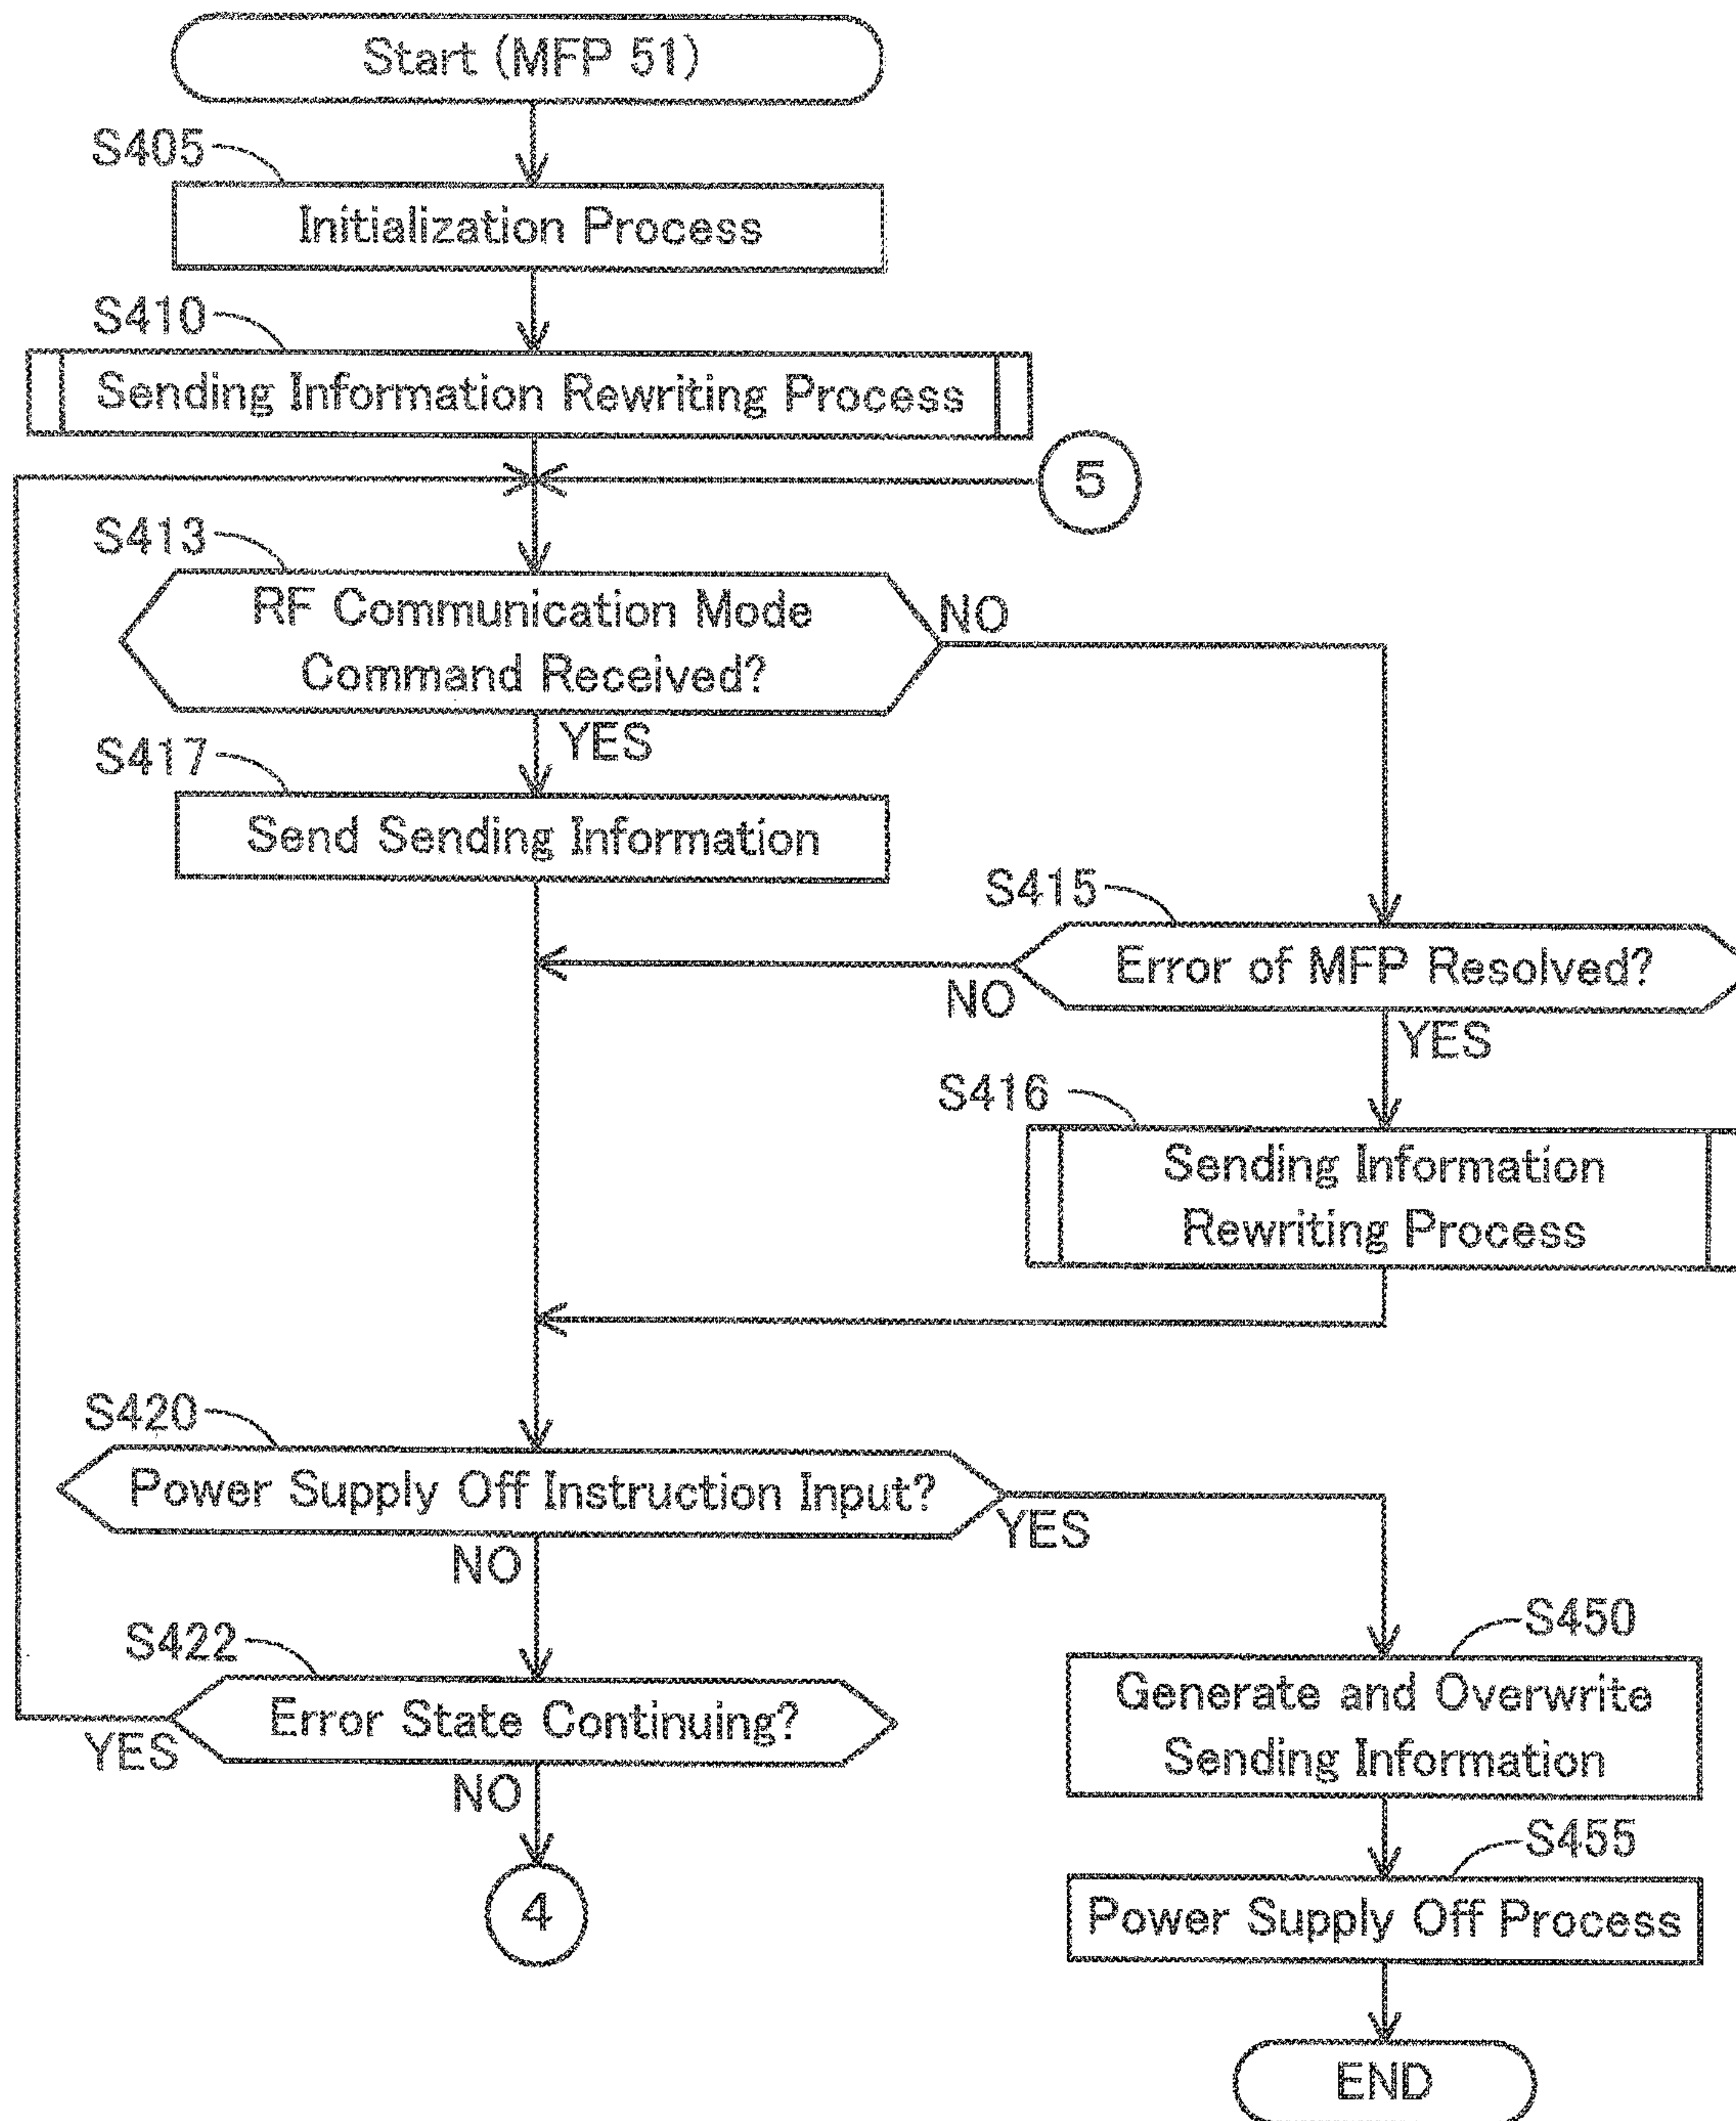 Start (MFP 51)
S405
Initialization Process
S410
Sending Information Rewriting Process
5
S413
RF Communication Mode
Command Received?
NO
YES
S417
Send Sending Information
S415
Error of MFP Resolved?
NO
YES
S416
Sending Information
Rewriting Process
S420
Power Supply Off Instruction Input?
YES
NO
S422
Error State Continuing?
YES
NO
4
S450
Generate and Overwrite
Sending Information
S455
Power Supply Off Process
END